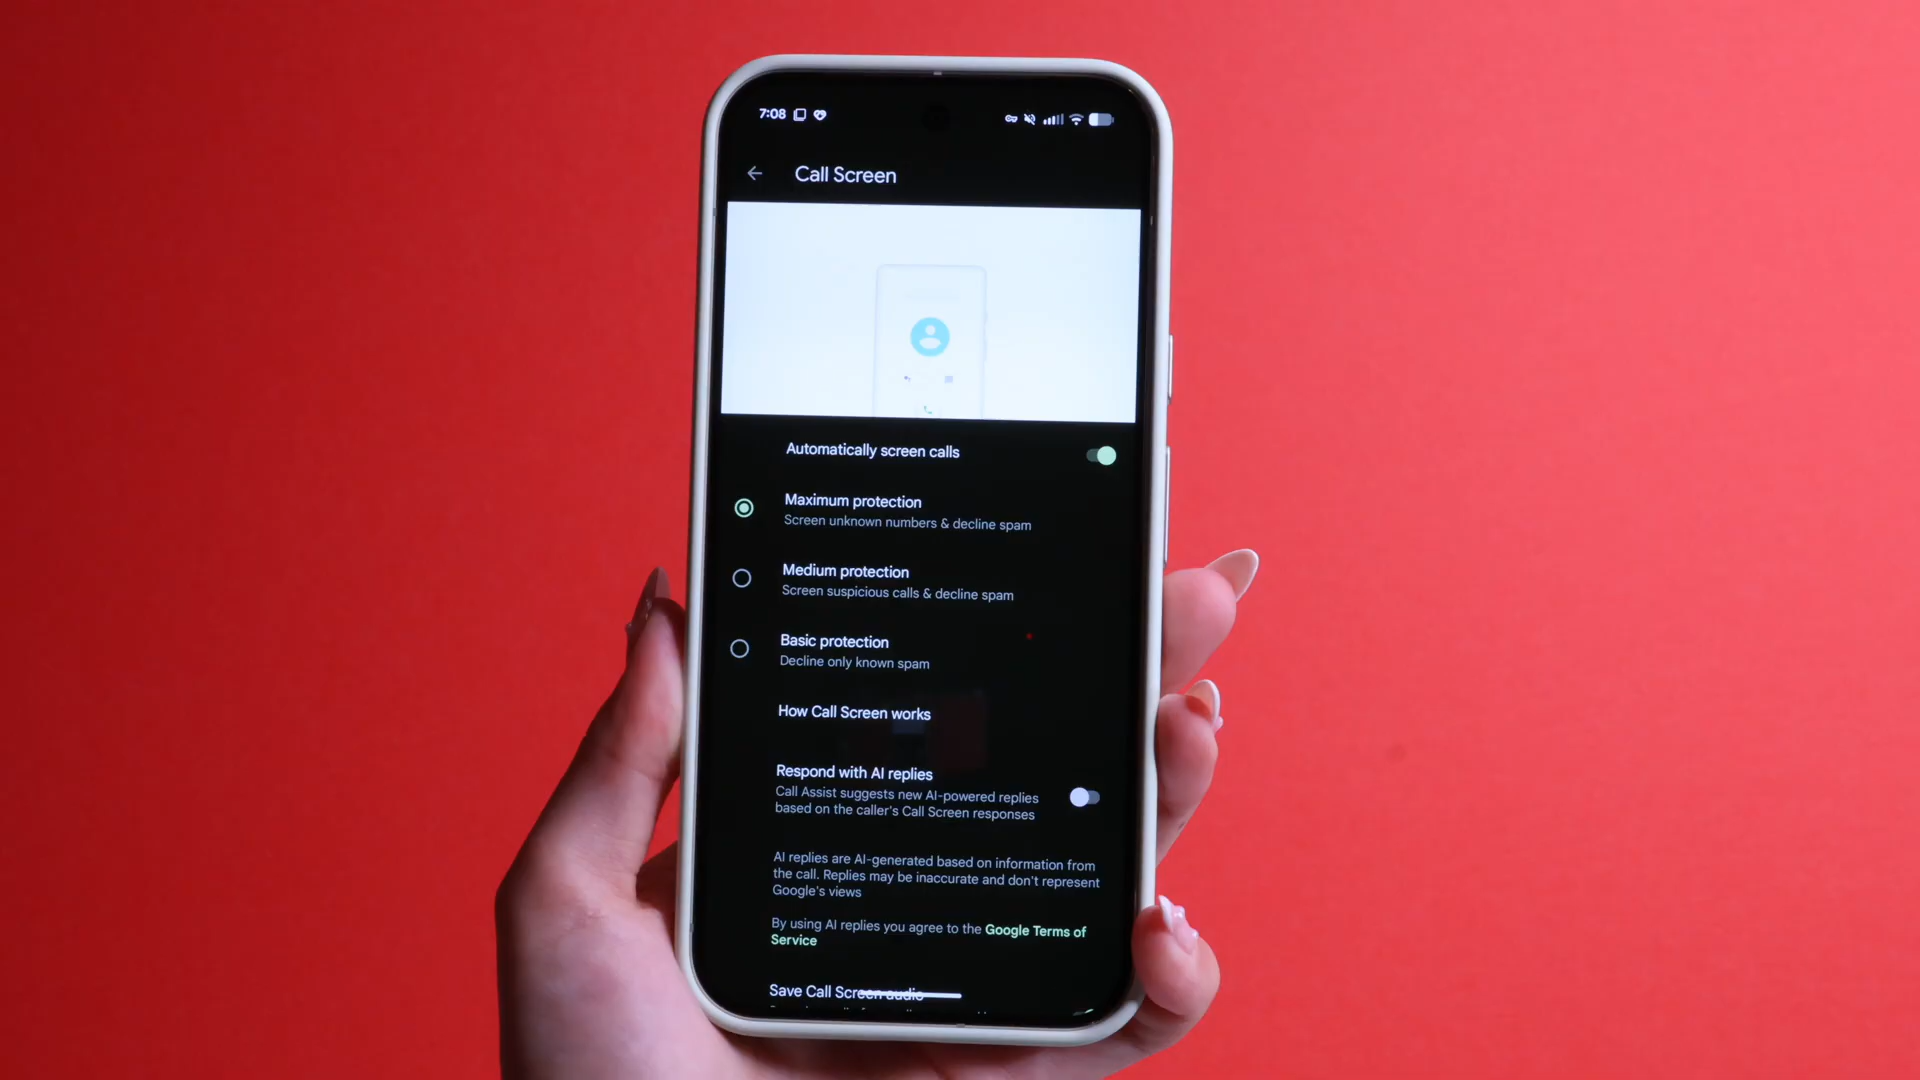 7:08
Call Screen
Automatically screen calls
Maximum protection
Screen unknown numbers & decline spam
Medium protection
Screen suspicious calls & decline spam
Basic protection
Decline only known spam
How Call Screen works
Respond with AI replies
Call Assist suggests new AI-powered replies
based on the caller's Call Screen responses
AI replies are AI-generated based on information from
the call. Replies may be inaccurate and don't represent
Google's views
By using AI replies you agree to the Google Terms of
Service
Save Call Screen audio